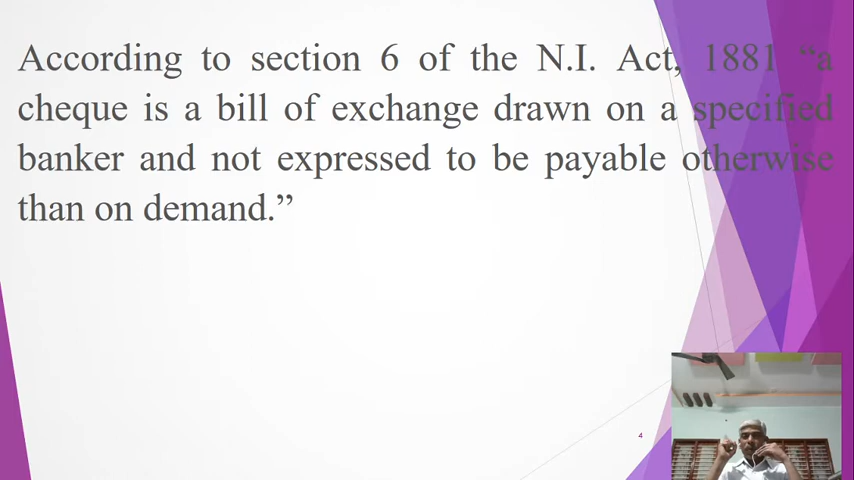 According to section 6 of the N.I. Act, 1881 “a
cheque is a bill of exchange drawn on a specified
banker and not expressed to be payable otherwise
than on demand.”
4